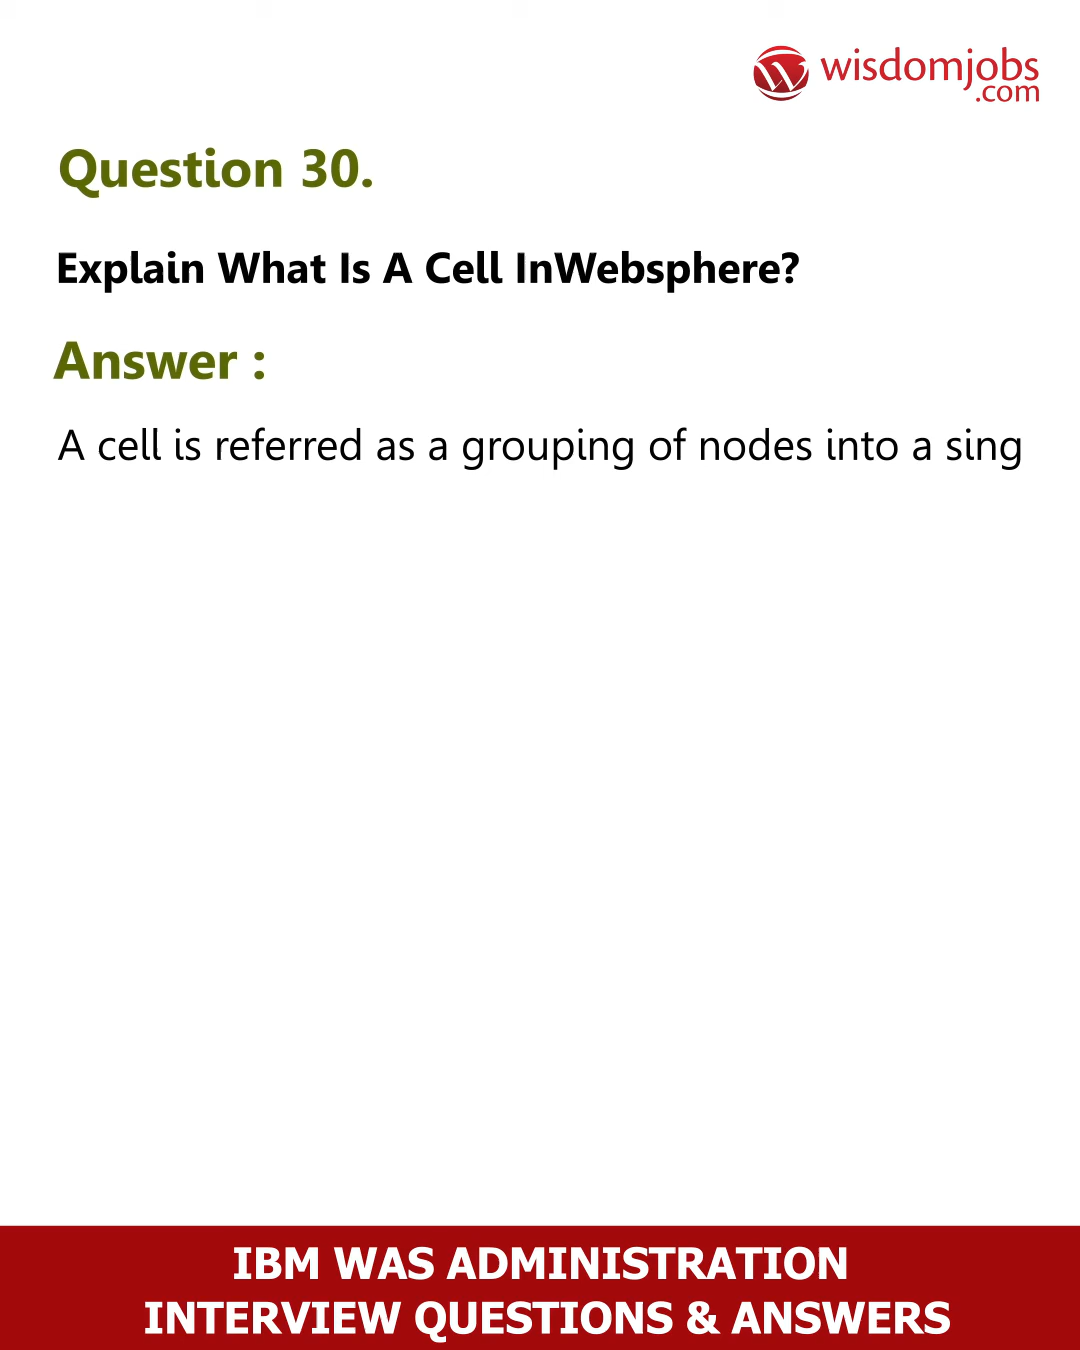 wisdomjobs
.com
Question 30.
Explain What Is A Cell InWebsphere?
Answer :
A cell is referred as a grouping of nodes into a sing
IBM WAS ADMINISTRATION
INTERVIEW QUESTIONS & ANSWERS